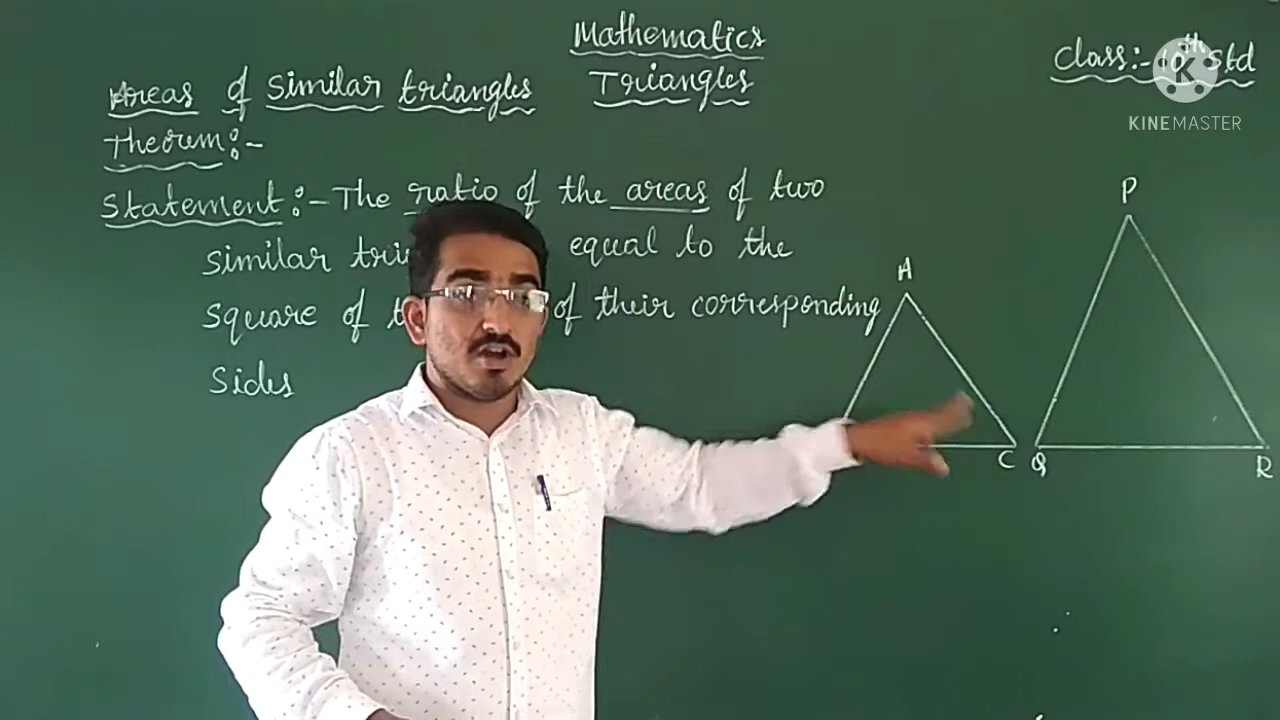 Mathematics
Triangles
Class:- 10th Std
K
KINEMASTER
Areas of Similar triangles
Theorem:-
Statement:- The ratio of the areas of two
similar equal to the
square of of their corresponding
sides
P
A
C Q R